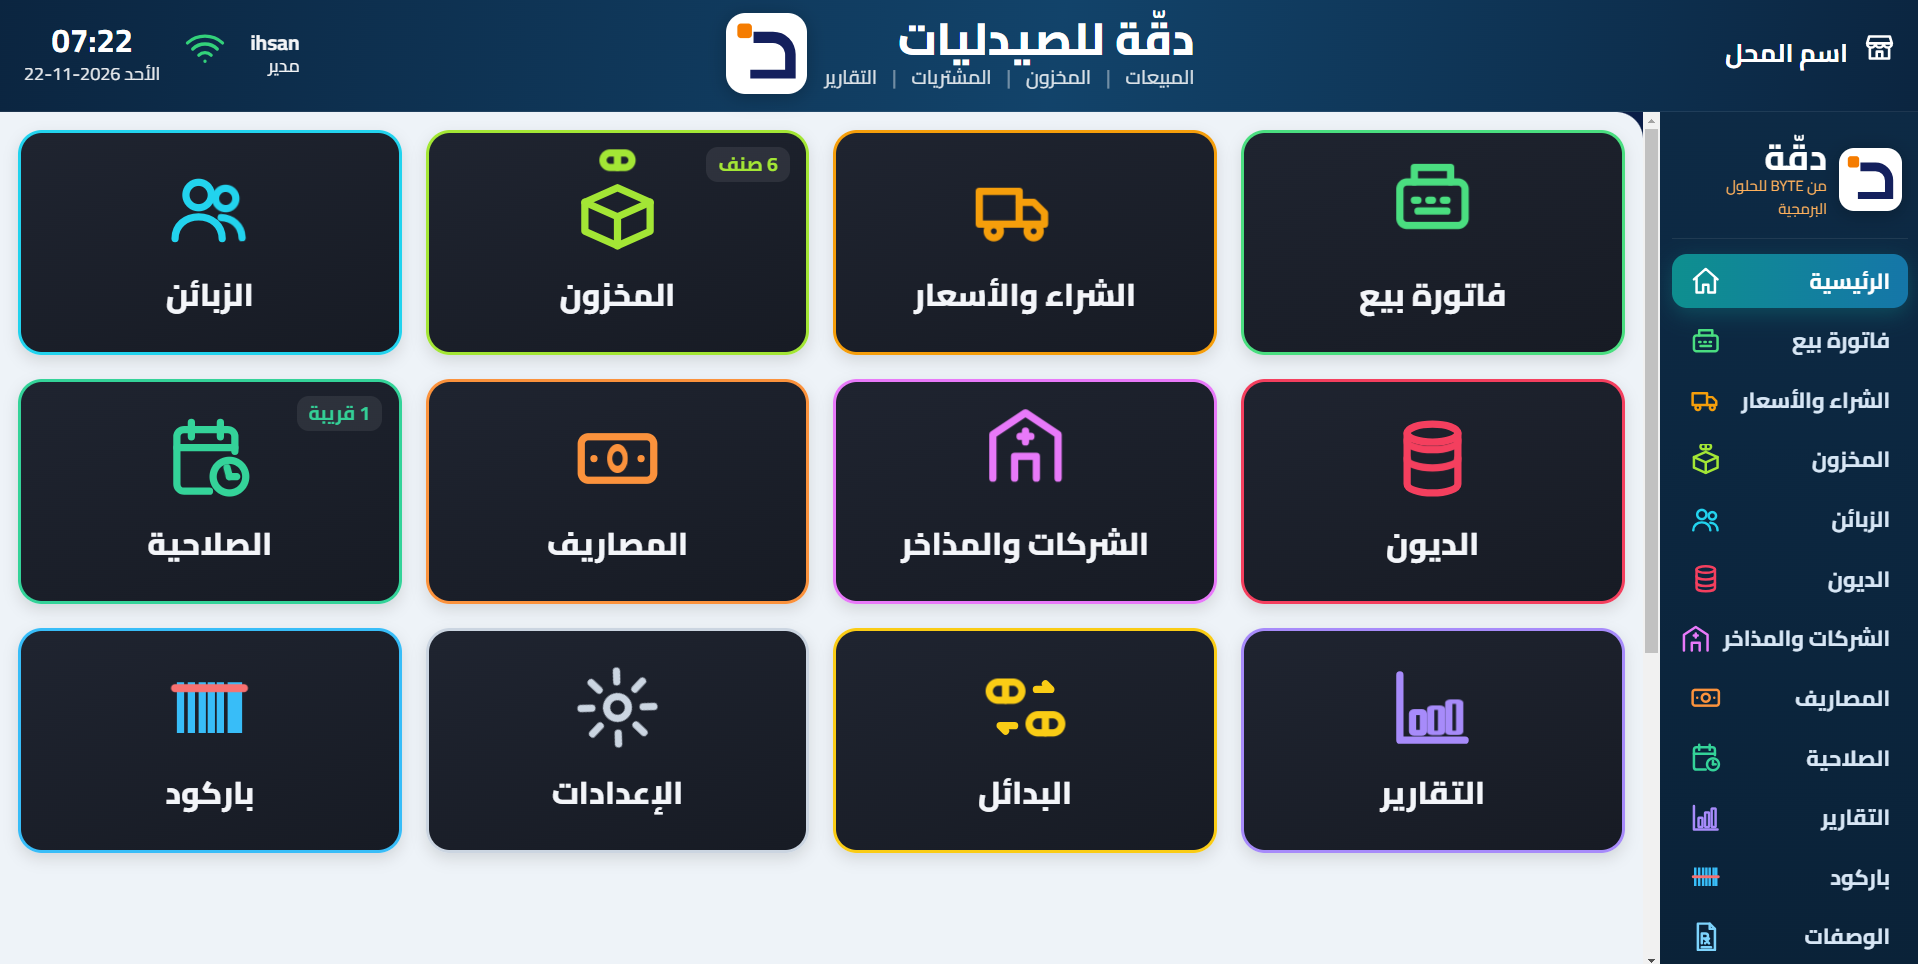 اسم المحل
دقّة للصيدليات
المبيعات | المخزون | المشتريات | التقارير
ihsan
مدير
07:22
الأحد 2026-11-22
دقّة
من BYTE للحلول
البرمجية
الرئيسية
فاتورة بيع
الشراء والأسعار
المخزون
الزبائن
الديون
الشركات والمذاخر
المصاريف
الصلاحية
التقارير
باركود
الوصفات
فاتورة بيع
الشراء والأسعار
6 صنف
المخزون
الزبائن
الديون
الشركات والمذاخر
المصاريف
1 قريبة
الصلاحية
التقارير
البدائل
الإعدادات
باركود